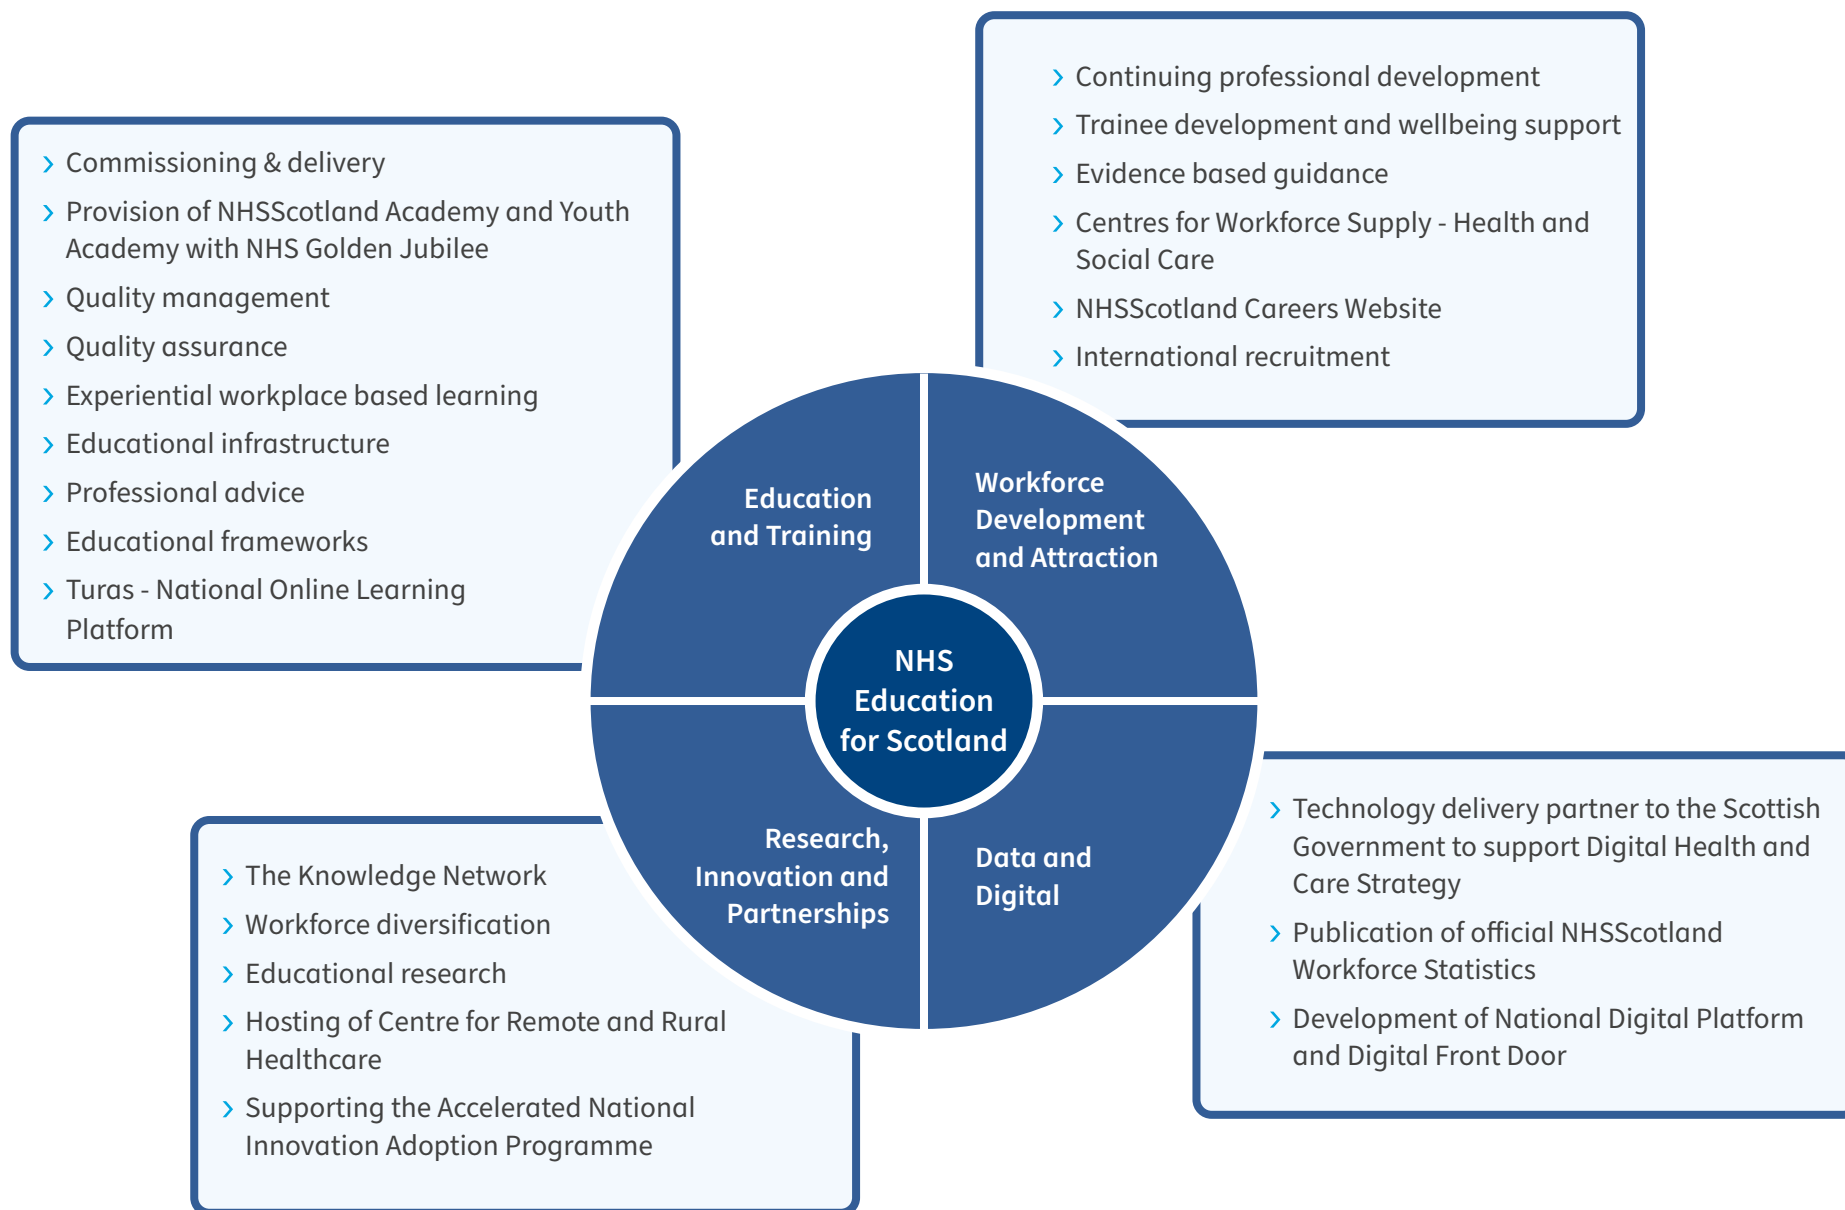 › Commissioning & delivery
› Provision of NHSScotland Academy and Youth
Academy with NHS Golden Jubilee
› Quality management
› Quality assurance
› Experiential workplace based learning
› Educational infrastructure
› Professional advice
› Educational frameworks
› Turas - National Online Learning
Platform
› Continuing professional development
› Trainee development and wellbeing support
› Evidence based guidance
› Centres for Workforce Supply - Health and
Social Care
› NHSScotland Careers Website
› International recruitment
Education
and Training
Workforce
Development
and Attraction
NHS
Education
for Scotland
Research,
Innovation and
Partnerships
Data and
Digital
› The Knowledge Network
› Workforce diversification
› Educational research
› Hosting of Centre for Remote and Rural
Healthcare
› Supporting the Accelerated National
Innovation Adoption Programme
› Technology delivery partner to the Scottish
Government to support Digital Health and
Care Strategy
› Publication of official NHSScotland
Workforce Statistics
› Development of National Digital Platform
and Digital Front Door